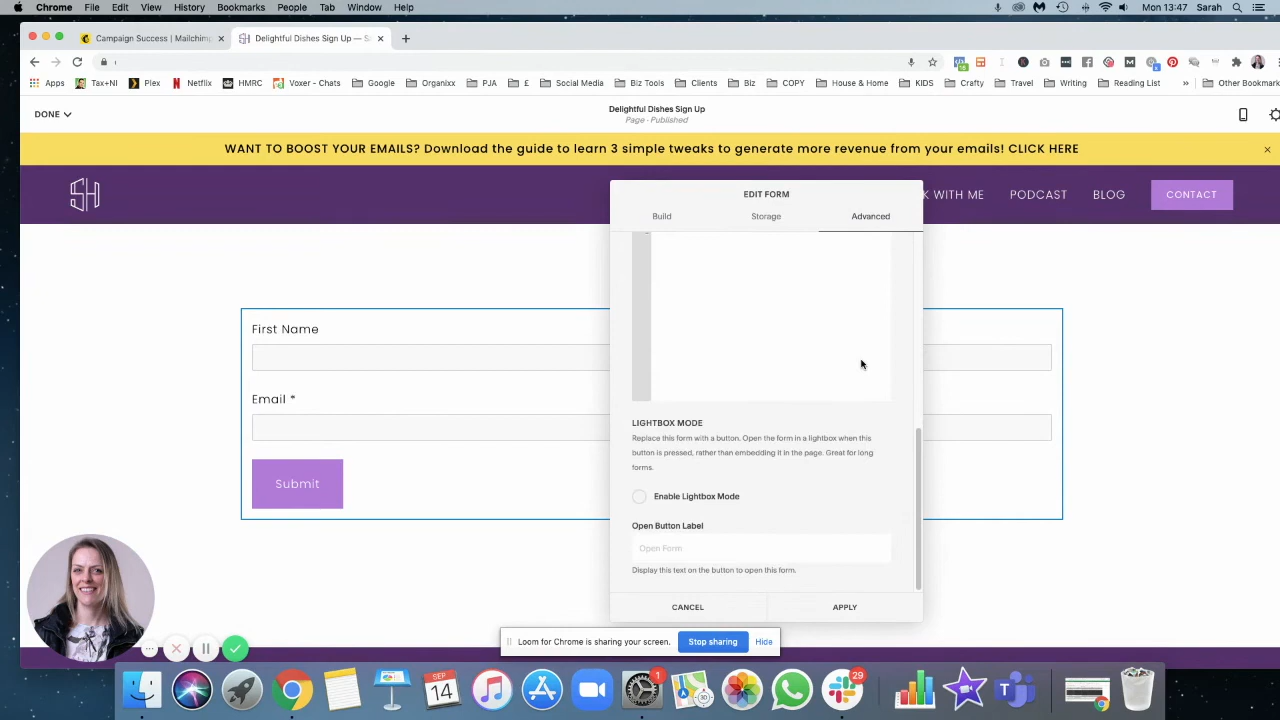 Chrome File Edit View History Bookmarks People Tab Window Help
Mon 13:47 Sarah
Campaign Success | Mailchimp
Delightful Dishes Sign Up — Sa
Apps Tax+NI Plex Netflix HMRC Voxer - Chats Google Organixx PJA £ Social Media Biz Tools Clients Biz COPY House & Home KIDS Crafty Travel Writing Reading List » Other Bookmark
DONE
Delightful Dishes Sign Up
Page · Published
WANT TO BOOST YOUR EMAILS? Download the guide to learn 3 simple tweaks to generate more revenue from your emails! CLICK HERE
SH
K WITH ME PODCAST BLOG CONTACT
EDIT FORM
Build Storage Advanced
First Name
Email *
Submit
LIGHTBOX MODE
Replace this form with a button. Open the form in a lightbox when this
button is pressed, rather than embedding it in the page. Great for long
forms.
Enable Lightbox Mode
Open Button Label
Open Form
Display this text on the button to open this form.
CANCEL APPLY
Loom for Chrome is sharing your screen. Stop sharing Hide
SEP
14
1
30
29